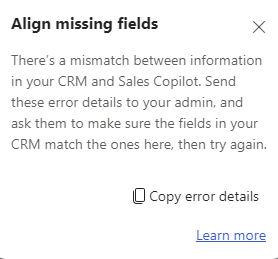 Align missing fields
There's a mismatch between information
in your CRM and Sales Copilot. Send
these error details to your admin, and
ask them to make sure the fields in your
CRM match the ones here, then try again.
Copy error details
Learn more